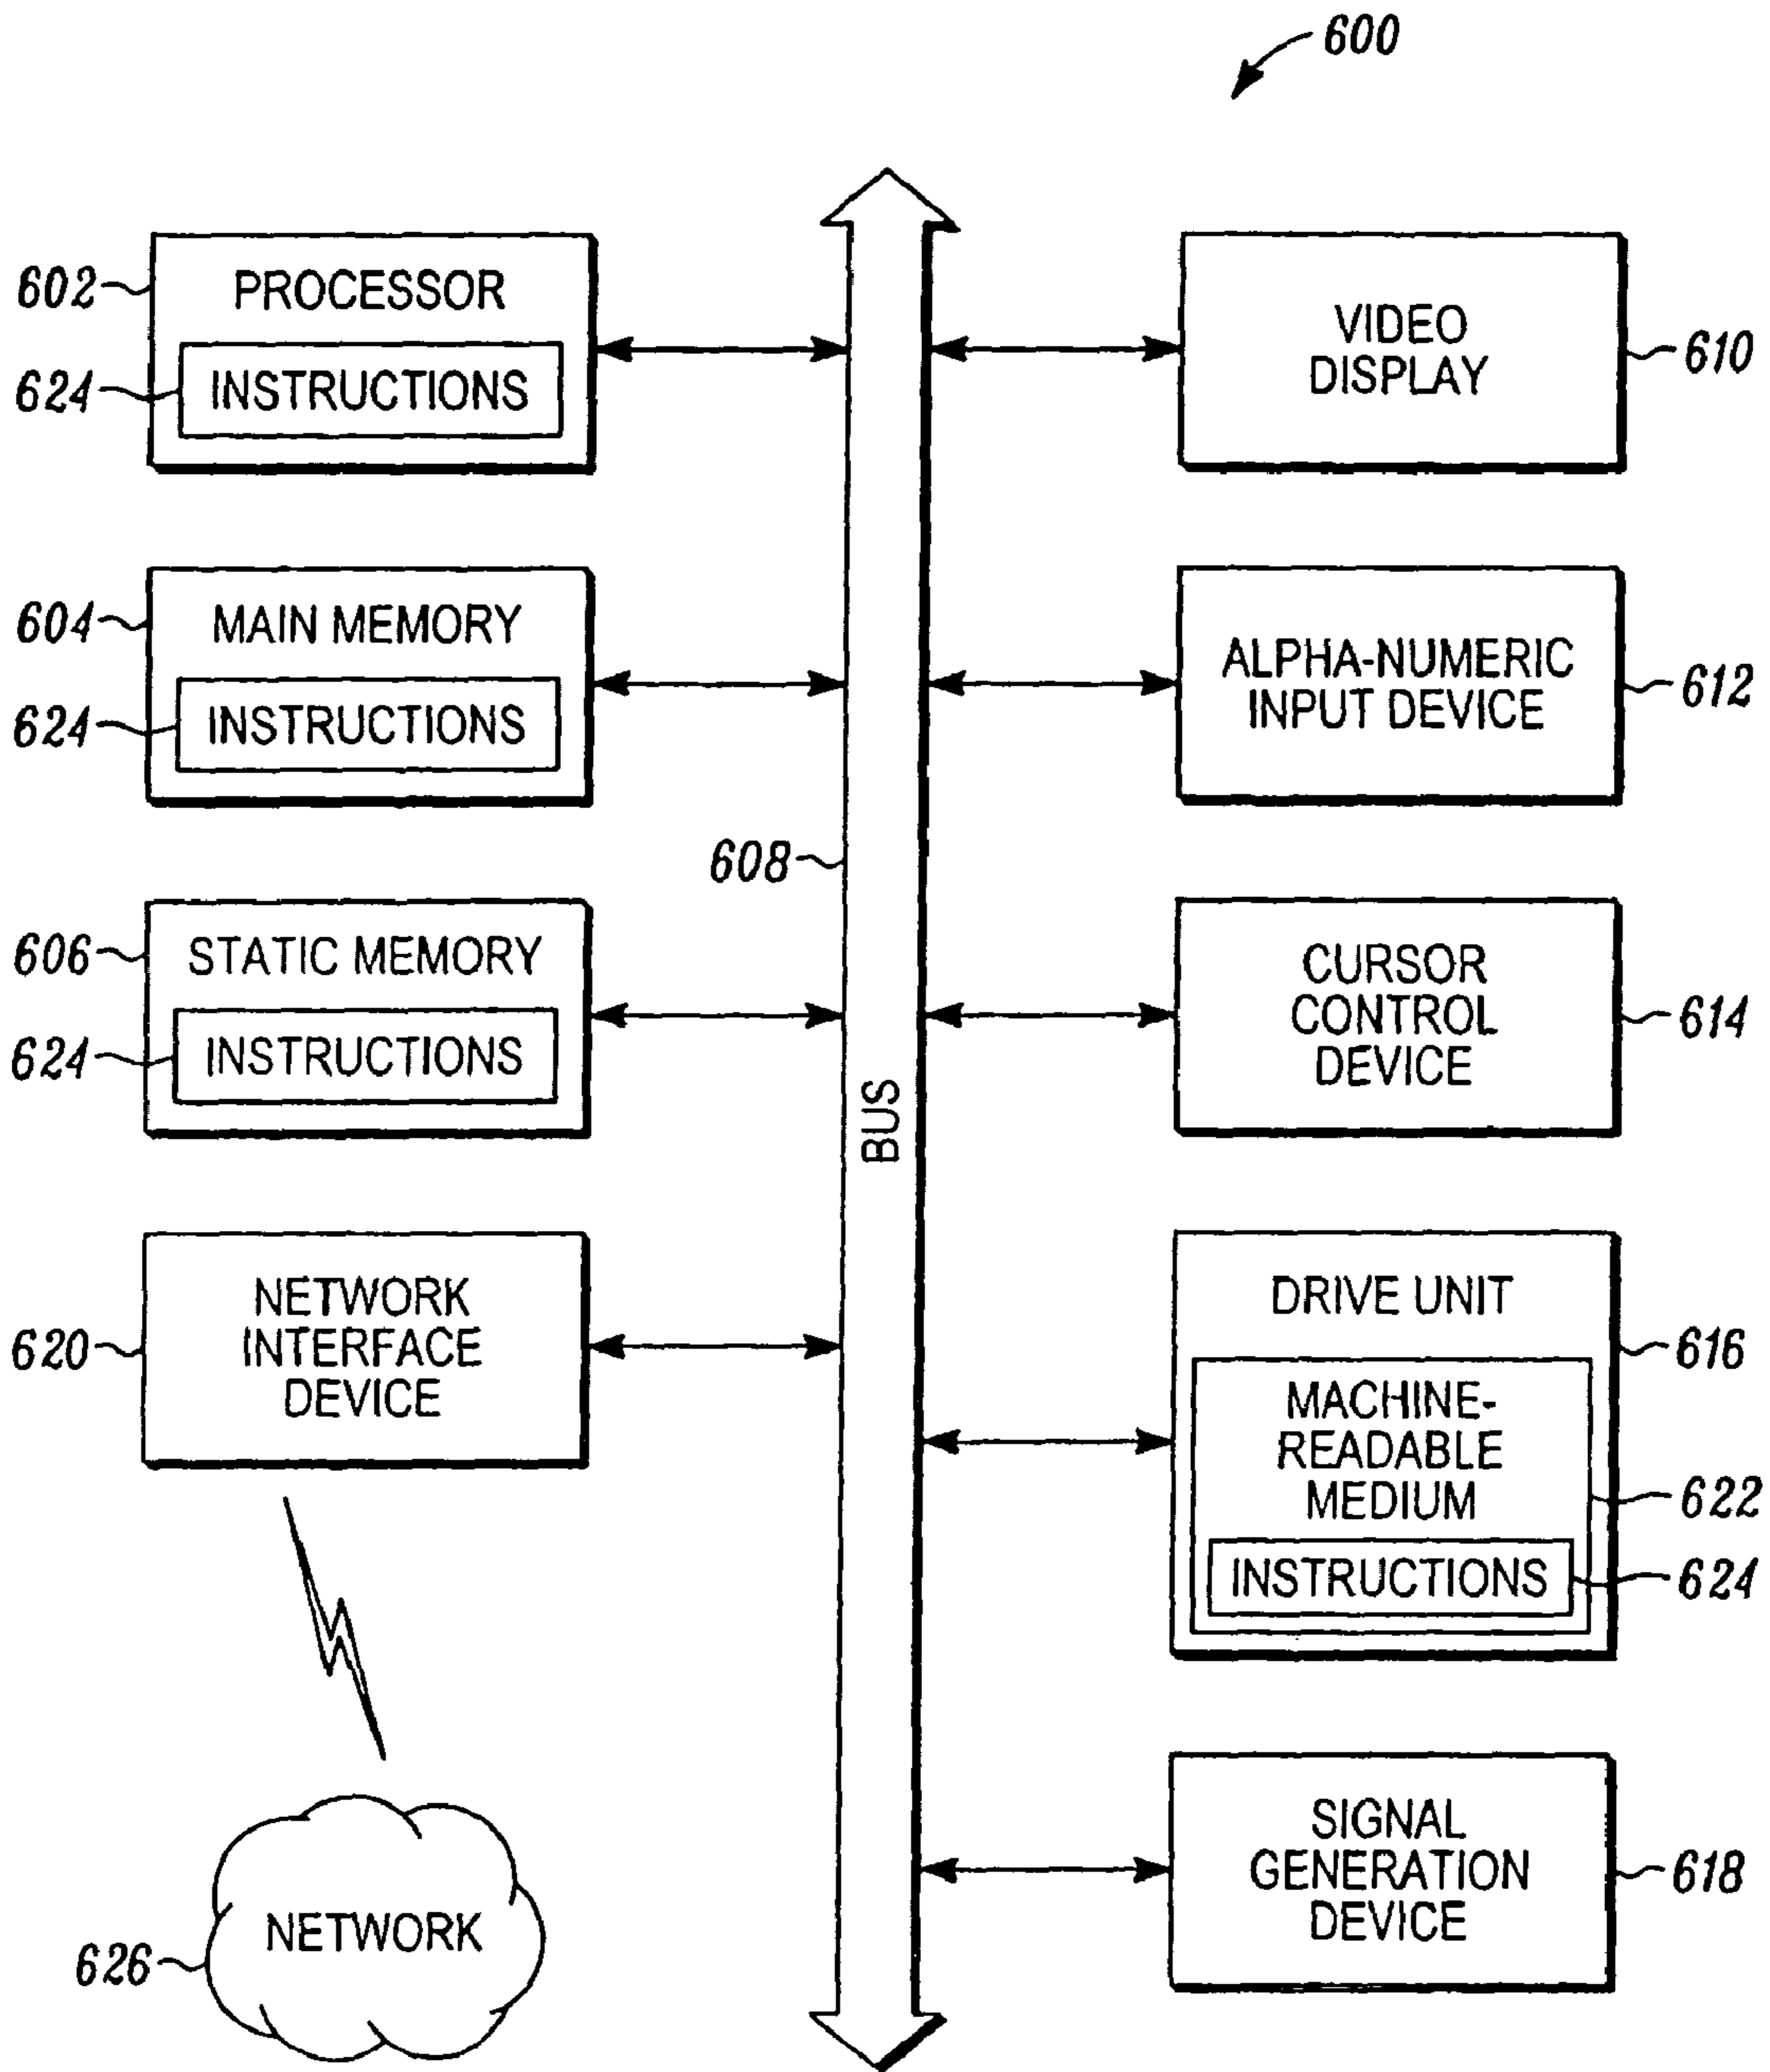 600
602
PROCESSOR
624
INSTRUCTIONS
604
MAIN MEMORY
624
INSTRUCTIONS
606
STATIC MEMORY
624
INSTRUCTIONS
620
NETWORK
INTERFACE
DEVICE
626
NETWORK
608
BUS
VIDEO
DISPLAY
610
ALPHA-NUMERIC
INPUT DEVICE
612
CURSOR
CONTROL
DEVICE
614
DRIVE UNIT
616
MACHINE-
READABLE
MEDIUM
622
INSTRUCTIONS
624
SIGNAL
GENERATION
DEVICE
618